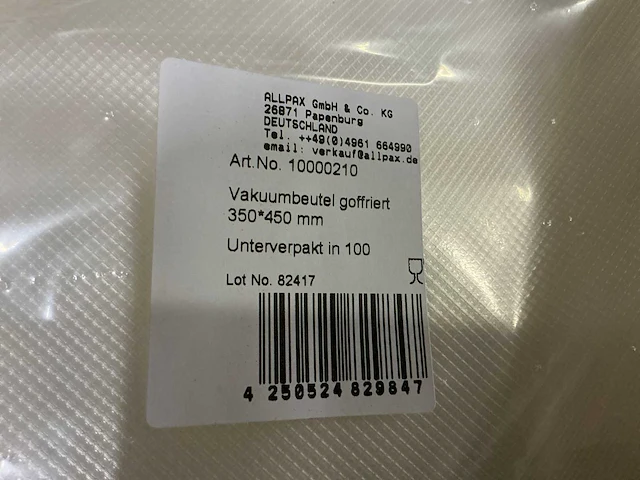 ALLPAX GmbH & Co. KG
26871 Papenburg
DEUTSCHLAND
Tel. ++49(0)4961 664990
email: verkauf@allpax.de
Art.No. 10000210
Vakuumbeutel goffriert
350*450 mm
Unterverpakt in 100
Lot No. 82417
4 250524 829847